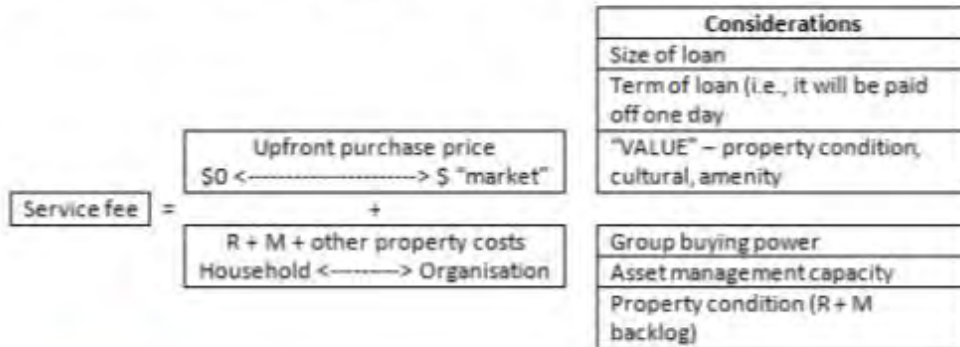 Considerations
Size of loan
Term of loan (i.e., it will be paid
off one day
Upfront purchase price
$0 <----------------------> $ "market"
"VALUE" – property condition,
cultural, amenity
Service fee
=
+
R + M + other property costs
Household <---------> Organisation
Group buying power
Asset management capacity
Property condition (R + M
backlog)